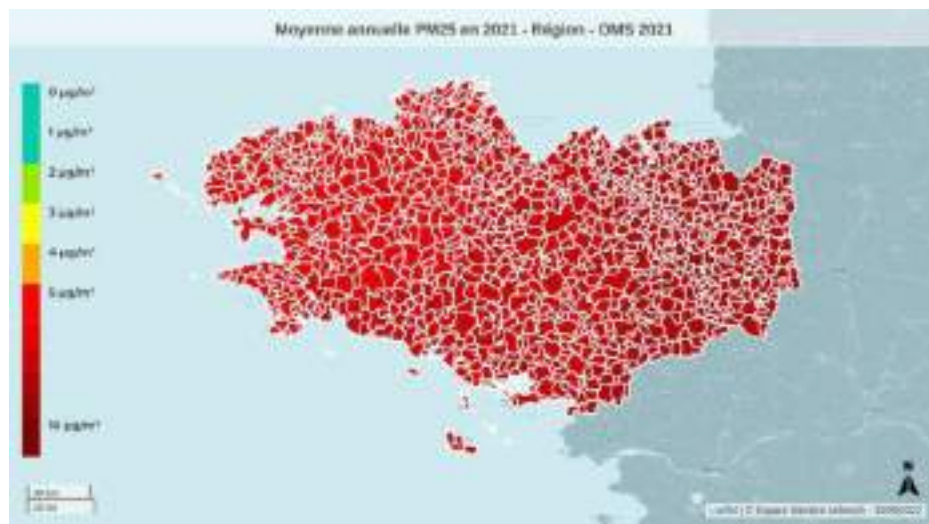 Moyenne annuelle PM25 en 2021 - Région - OMS 2021
0 µg/m³
1 µg/m³
2 µg/m³
3 µg/m³
4 µg/m³
5 µg/m³
10 µg/m³
N